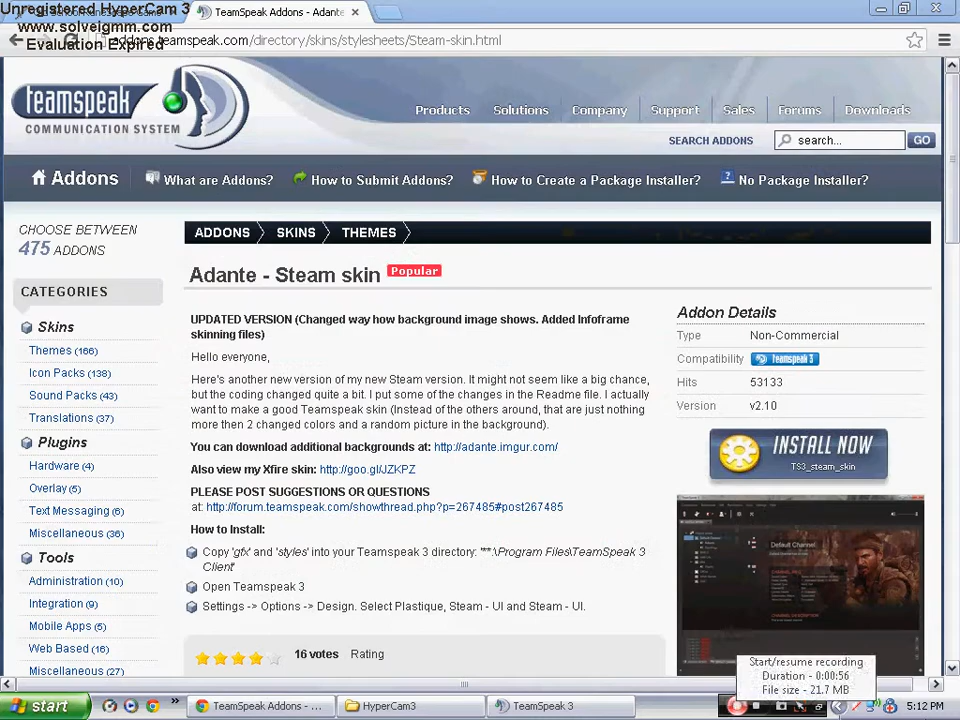 Unregistered HyperCam 3
www.solveigmm.com
Evaluation Expired
TeamSpeak Addons - Adante
addons.teamspeak.com/directory/skins/stylesheets/Steam-skin.html
teamspeak
COMMUNICATION SYSTEM
Products
Solutions
Company
Support
Sales
Forums
Downloads
SEARCH ADDONS
search...
GO
Addons
What are Addons?
How to Submit Addons?
How to Create a Package Installer?
No Package Installer?
CHOOSE BETWEEN
475 ADDONS
CATEGORIES
Skins
Themes (166)
Icon Packs (138)
Sound Packs (43)
Translations (37)
Plugins
Hardware (4)
Overlay (5)
Text Messaging (6)
Miscellaneous (36)
Tools
Administration (10)
Integration (9)
Mobile Apps (5)
Web Based (16)
Miscellaneous (27)
ADDONS
SKINS
THEMES
Adante - Steam skin Popular
UPDATED VERSION (Changed way how background image shows. Added Infoframe
skinning files)
Hello everyone,
Here's another new version of my new Steam version. It might not seem like a big chance,
but the coding changed quite a bit. I put some of the changes in the Readme file. I actually
want to make a good Teamspeak skin (Instead of the others around, that are just nothing
more then 2 changed colors and a random picture in the background).
You can download additional backgrounds at: http://adante.imgur.com/
Also view my Xfire skin: http://goo.gl/JZKPZ
PLEASE POST SUGGESTIONS OR QUESTIONS
at: http://forum.teamspeak.com/showthread.php?p=267485#post267485
How to Install:
Copy 'gfx' and 'styles' into your Teamspeak 3 directory: "**:\Program Files\TeamSpeak 3
Client'
Open Teamspeak 3
Settings -> Options -> Design. Select Plastique, Steam - UI and Steam - UI.
16 votes Rating
Addon Details
Type Non-Commercial
Compatibility Teamspeak 3
Hits 53133
Version v2.10
INSTALL NOW
TS3_steam_skin
Default Channel
Start/resume recording
Duration - 0:00:56
File size - 21.7 MB
start
TeamSpeak Addons - ...
HyperCam3
TeamSpeak 3
5:12 PM